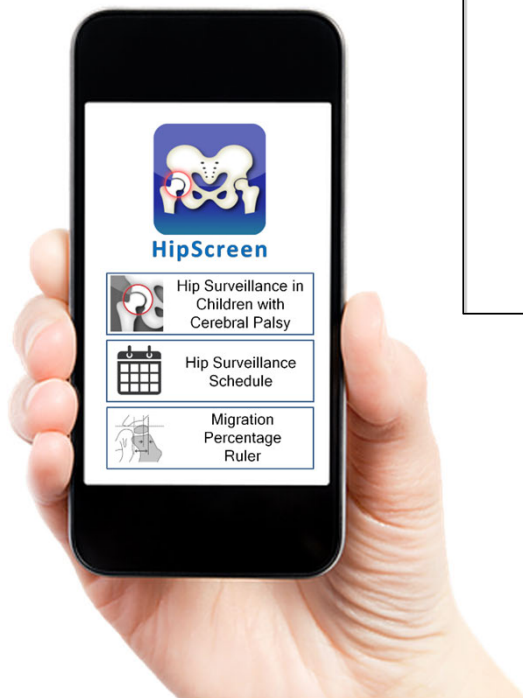 HipScreen
Hip Surveillance in
Children with
Cerebral Palsy
Hip Surveillance
Schedule
Migration
Percentage
Ruler